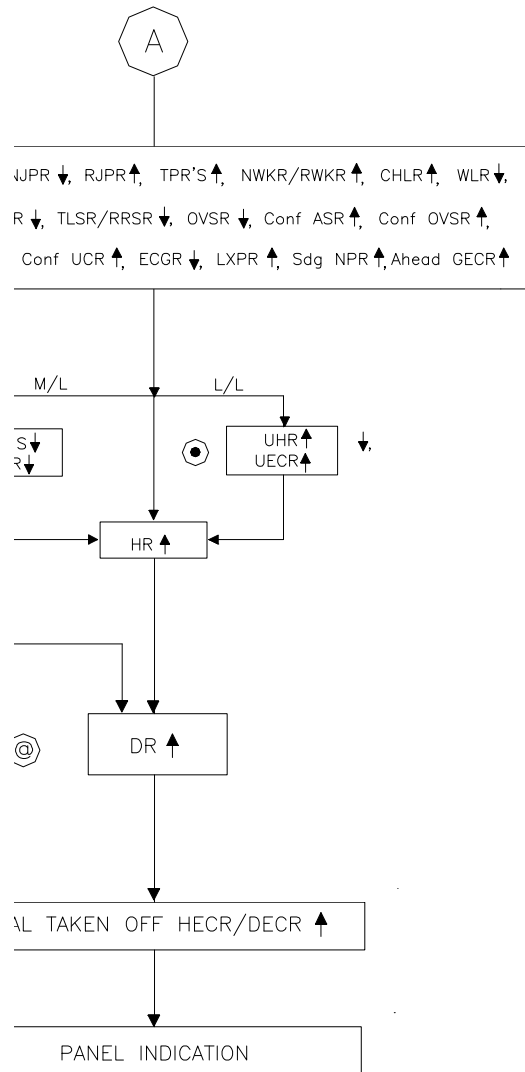 A
NJPR ↓, RJPR↑, TPR'S↑, NWKR/RWKR↑, CHLR↑, WLR↓,
R ↓, TLSR/RRSR↓, OVSR ↓, Conf ASR↑, Conf OVSR↑,
Conf UCR ↑, ECGR ↓, LXPR ↑, Sdg NPR ↑, Ahead GECR↑
M/L L/L
S↓ UHR↑ ↓,
R↓ UECR↑
HR ↑
@ DR ↑
AL TAKEN OFF HECR/DECR ↑
PANEL INDICATION